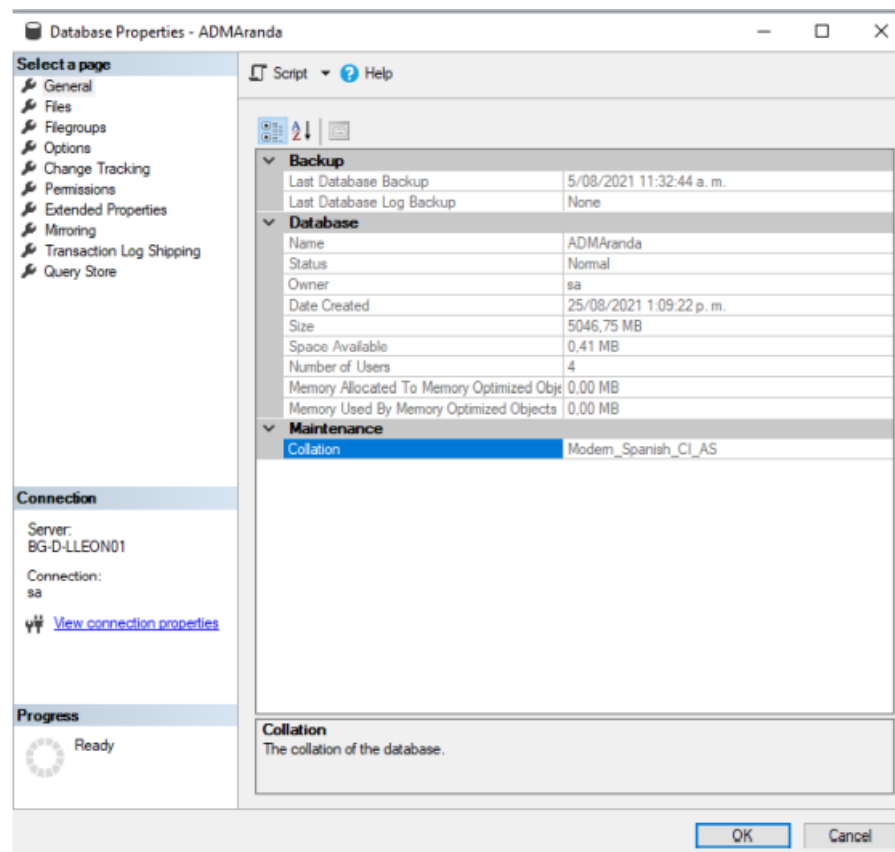 Database Properties - ADMAranda
Select a page
General
Files
Filegroups
Options
Change Tracking
Permissions
Extended Properties
Mirroring
Transaction Log Shipping
Query Store
Script
Help
Backup
Last Database Backup 5/08/2021 11:32:44 a. m.
Last Database Log Backup None
Database
Name ADMAranda
Status Normal
Owner sa
Date Created 25/08/2021 1:09:22 p. m.
Size 5046,75 MB
Space Available 0,41 MB
Number of Users 4
Memory Allocated To Memory Optimized Obje 0,00 MB
Memory Used By Memory Optimized Objects 0,00 MB
Maintenance
Collation Modern_Spanish_CI_AS
Connection
Server:
BG-D-LLEON01
Connection:
sa
View connection properties
Progress
Ready
Collation
The collation of the database.
OK Cancel